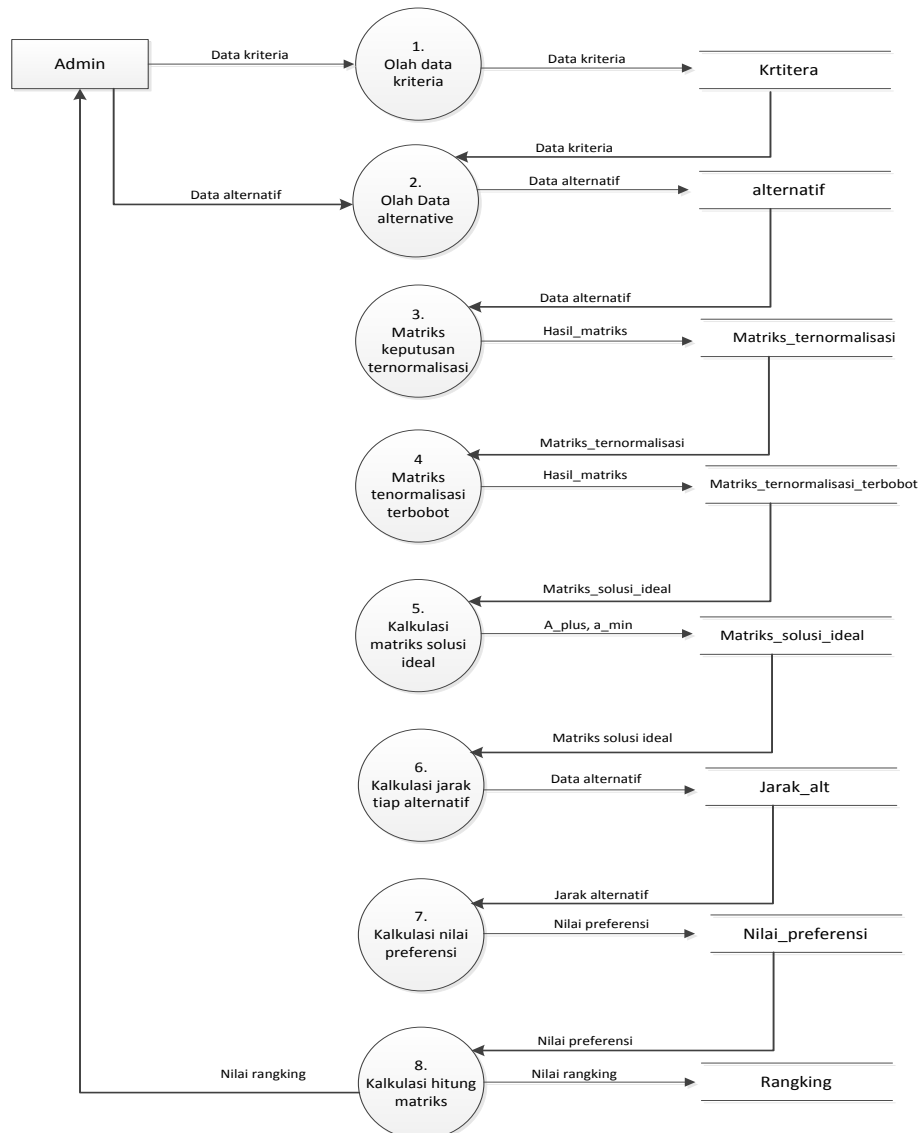 Admin
Data kriteria
1.
Olah data
kriteria
Data kriteria
Krtitera
Data kriteria
Data alternatif
2.
Olah Data
alternative
Data alternatif
alternatif
Data alternatif
3.
Matriks
keputusan
ternormalisasi
Hasil_matriks
Matriks_ternormalisasi
Matriks_ternormalisasi
4
Matriks
tenormalisasi
terbobot
Hasil_matriks
Matriks_ternormalisasi_terbobot
Matriks_solusi_ideal
5.
Kalkulasi
matriks solusi
ideal
A_plus, a_min
Matriks_solusi_ideal
Matriks solusi ideal
6.
Kalkulasi jarak
tiap alternatif
Data alternatif
Jarak_alt
Jarak alternatif
7.
Kalkulasi nilai
preferensi
Nilai preferensi
Nilai_preferensi
Nilai preferensi
Nilai rangking
8.
Kalkulasi hitung
matriks
Nilai rangking
Rangking